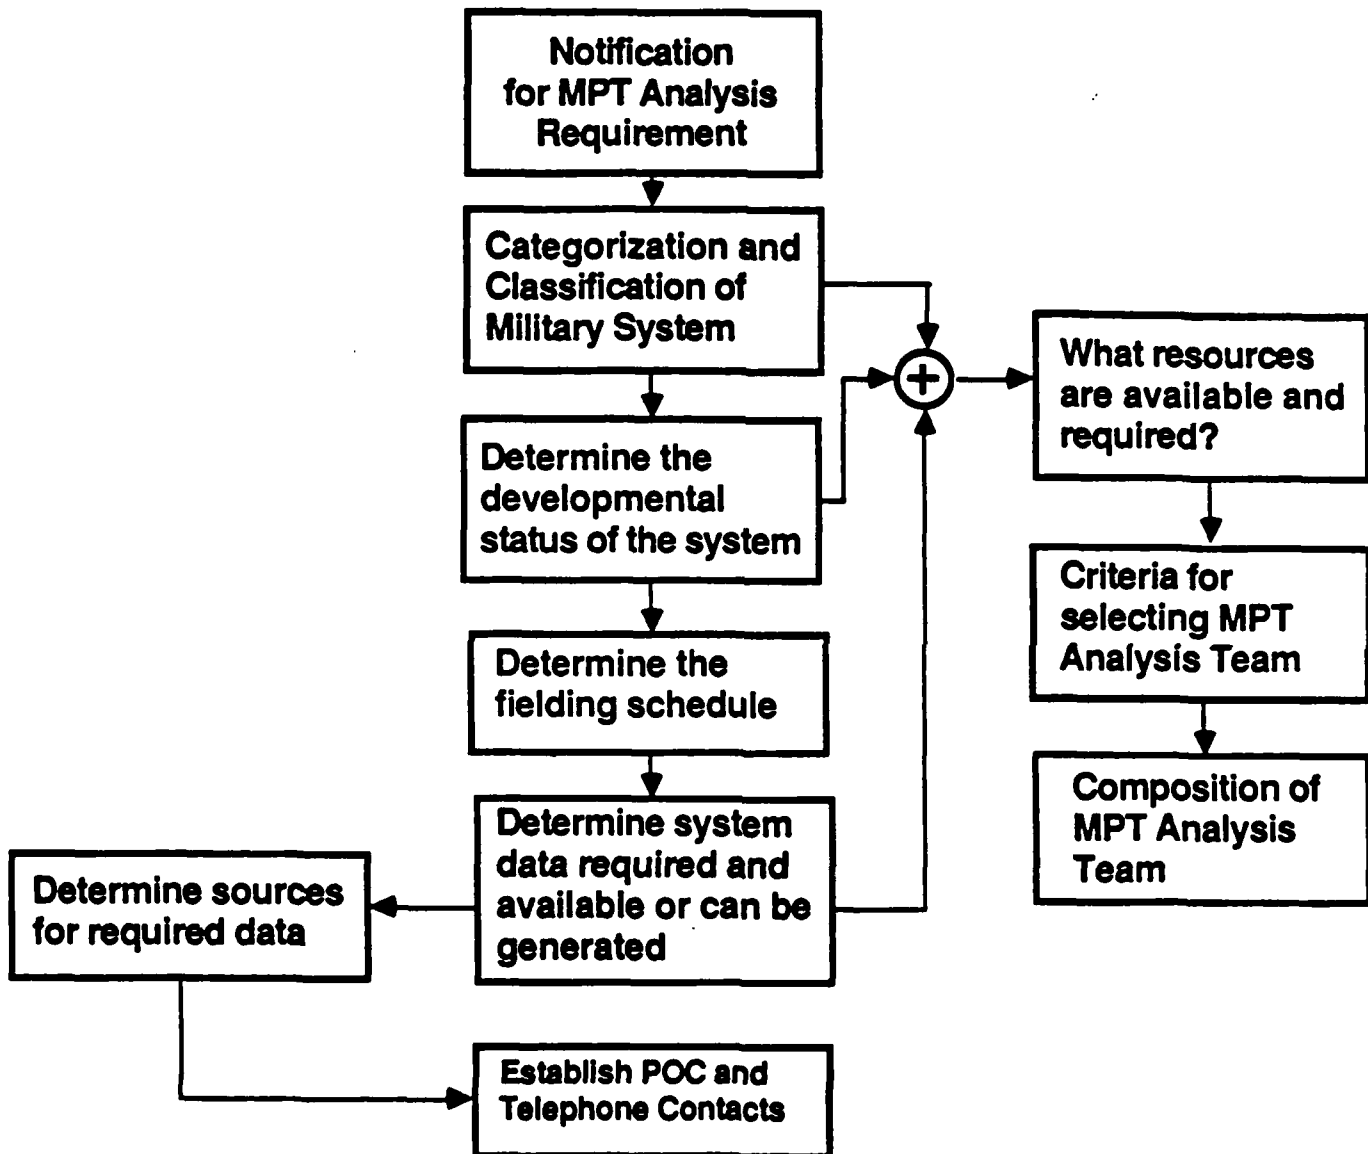 Notification
for MPT Analysis
Requirement
Categorization and
Classification of
Military System
+
What resources
are available and
required?
Determine the
developmental
status of the system
Criteria for
selecting MPT
Analysis Team
Determine the
fielding schedule
Composition of
MPT Analysis
Team
Determine system
data required and
available or can be
generated
Determine sources
for required data
Establish POC and
Telephone Contacts